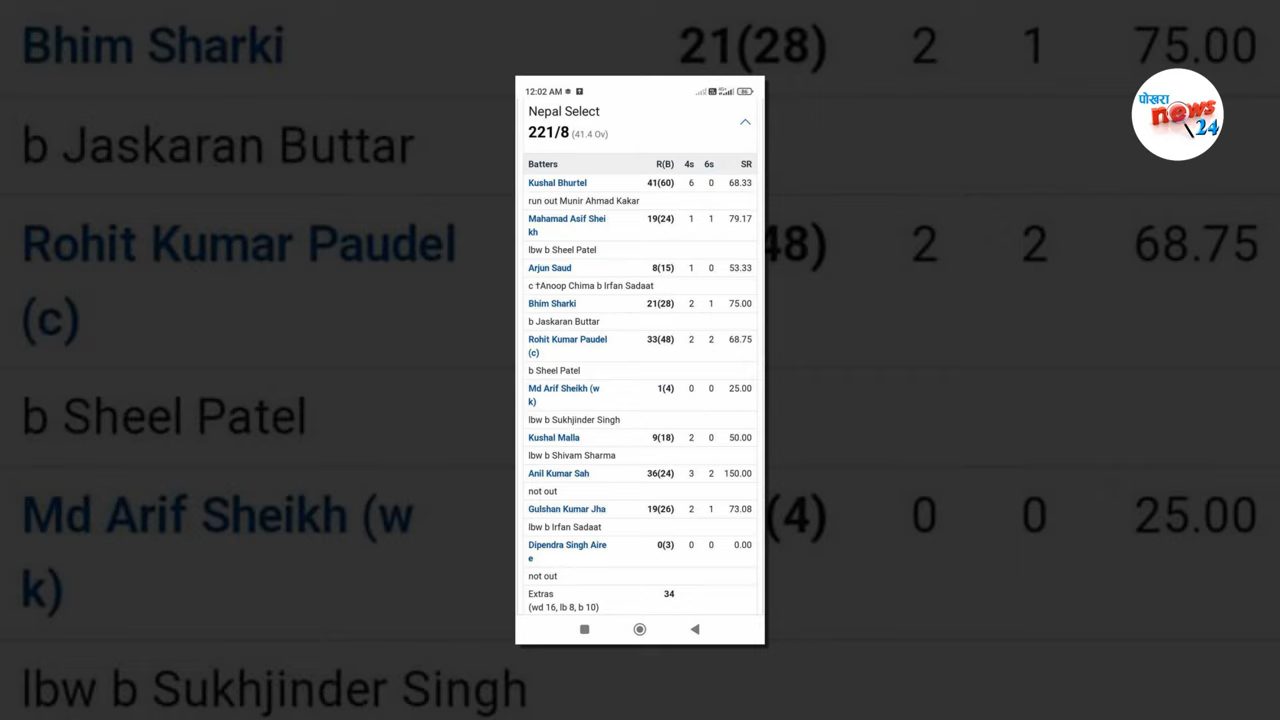 Bhim Sharki 21(28) 2 1 75.00
b Jaskaran Buttar
Rohit Kumar Paudel 48) 2 2 68.75
(c)
b Sheel Patel
Md Arif Sheikh (w (4) 0 0 25.00
k)
lbw b Sukhjinder Singh
पोखरा
news
24
12:02 AM 86
Nepal Select
221/8 (41.4 Ov)
Batters R(B) 4s 6s SR
Kushal Bhurtel 41(60) 6 0 68.33
run out Munir Ahmad Kakar
Mahamad Asif Shei 19(24) 1 1 79.17
kh
lbw b Sheel Patel
Arjun Saud 8(15) 1 0 53.33
c †Anoop Chima b Irfan Sadaat
Bhim Sharki 21(28) 2 1 75.00
b Jaskaran Buttar
Rohit Kumar Paudel 33(48) 2 2 68.75
(c)
b Sheel Patel
Md Arif Sheikh (w 1(4) 0 0 25.00
k)
lbw b Sukhjinder Singh
Kushal Malla 9(18) 2 0 50.00
lbw b Shivam Sharma
Anil Kumar Sah 36(24) 3 2 150.00
not out
Gulshan Kumar Jha 19(26) 2 1 73.08
lbw b Irfan Sadaat
Dipendra Singh Aire 0(3) 0 0 0.00
e
not out
Extras 34
(wd 16, lb 8, b 10)